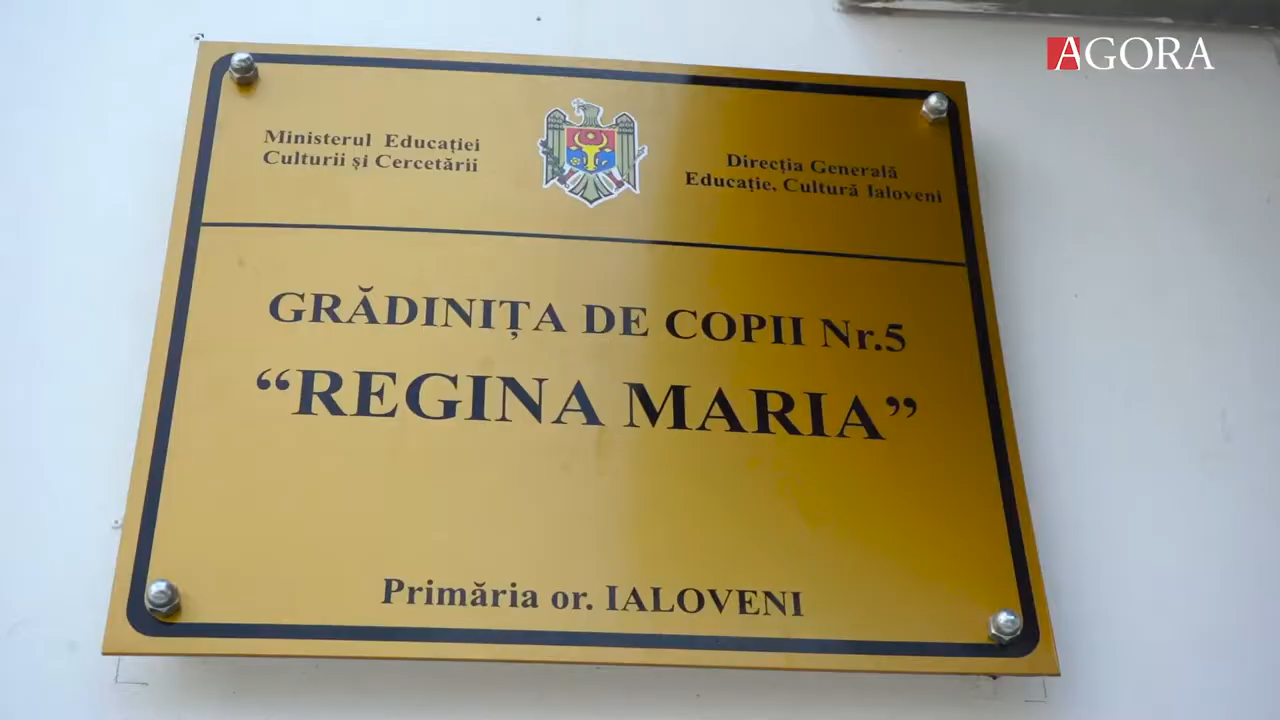 AGORA
Ministerul Educației
Culturii și Cercetării
Direcția Generală
Educație, Cultură Ialoveni
GRĂDINIȚA DE COPII Nr.5
“REGINA MARIA”
Primăria or. IALOVENI